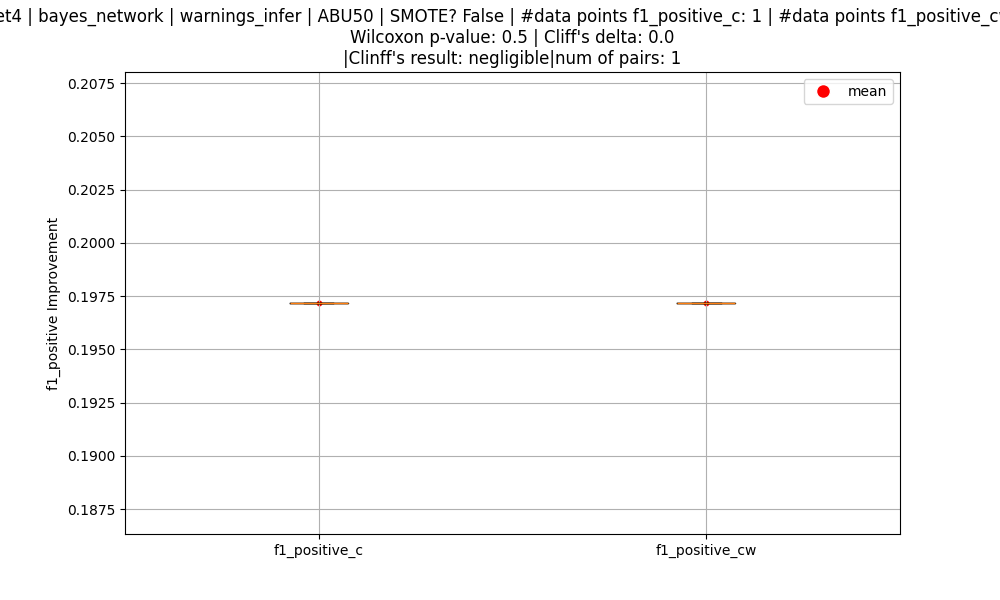 | bayes_network | warnings_infer | ABU50 | SMOTE? False | #data points f1_positive_c: 1 | #data points
Wilcoxon p-value: 0.5 | Cliff's delta: 0.0
|Clinff's result: negligible|num of pairs: 1
mean
0.2075
0.2050
0.2025
0.2000
0.1975
0.1950
0.1925
0.1900
0.1875
f1_positive Improvement
f1_positive_c
f1_positive_cw